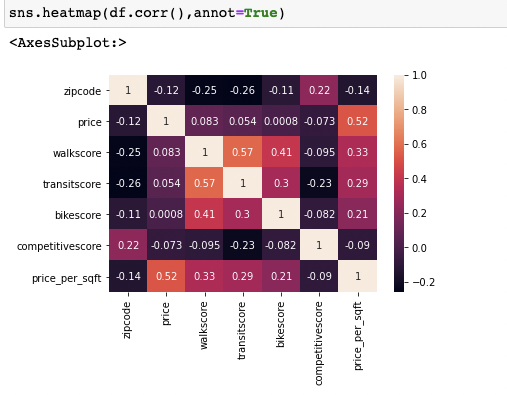 sns.heatmap(df.corr(),annot=True)
<AxesSubplot:>
zipcode 1 -0.12 -0.25 -0.26 -0.11 0.22 -0.14
price -0.12 1 0.083 0.054 0.0008 -0.073 0.52
walkscore -0.25 0.083 1 0.57 0.41 -0.095 0.33
transitscore -0.26 0.054 0.57 1 0.3 -0.23 0.29
bikescore -0.11 0.0008 0.41 0.3 1 -0.082 0.21
competitivescore 0.22 -0.073 -0.095 -0.23 -0.082 1 -0.09
price_per_sqft -0.14 0.52 0.33 0.29 0.21 -0.09 1
zipcode
price
walkscore
transitscore
bikescore
competitivescore
price_per_sqft
1.0
0.8
0.6
0.4
0.2
0.0
-0.2